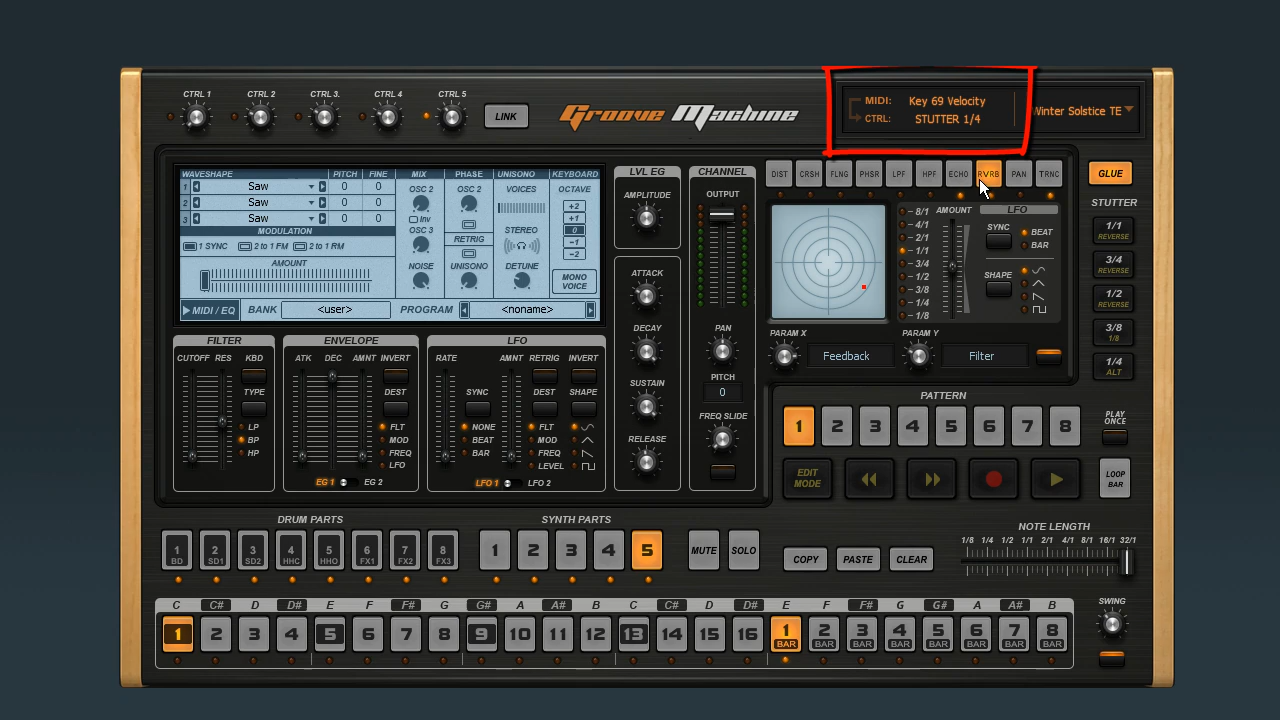 CTRL 1 CTRL 2 CTRL 3. CTRL 4 CTRL 5
LINK
Groove Machine
MIDI: Key 69 Velocity
CTRL: STUTTER 1/4
Winter Solstice TE
WAVESHAPE PITCH FINE MIX PHASE UNISONO KEYBOARD
1 Saw 0 0
2 Saw 0 0
3 Saw 0 0
MODULATION
1 SYNC 2 to 1 FM 2 to 1 RM
AMOUNT
OSC 2
Inv
OSC 3
NOISE
OSC 2
RETRIG
UNISONO
VOICES
STEREO
DETUNE
OCTAVE
+2
+1
0
−1
−2
MONO
VOICE
MIDI / EQ BANK <user> PROGRAM <noname>
LVL EG
AMPLITUDE
ATTACK
DECAY
SUSTAIN
RELEASE
CHANNEL
OUTPUT
PAN
PITCH
0
FREQ SLIDE
DIST CRSH FLNG PHSR LPF HPF ECHO RVRB PAN TRNC
8/1
4/1
2/1
1/1
3/4
1/2
3/8
1/4
1/8
AMOUNT
LFO
SYNC
BEAT
BAR
SHAPE
PARAM X PARAM Y
Feedback Filter
GLUE
STUTTER
1/1
REVERSE
3/4
REVERSE
1/2
REVERSE
3/8
1/8
1/4
ALT
FILTER
CUTOFF RES KBD
TYPE
LP
BP
HP
ENVELOPE
ATK DEC AMNT INVERT
DEST
FLT
MOD
FREQ
LFO
EG 1 EG 2
LFO
RATE AMNT RETRIG INVERT
SYNC DEST SHAPE
NONE FLT
BEAT MOD
BAR FREQ
LEVEL
LFO 1 LFO 2
PATTERN
1 2 3 4 5 6 7 8
PLAY
ONCE
EDIT
MODE
LOOP
BAR
DRUM PARTS
1 BD 2 SD1 3 SD2 4 HHC 5 HHO 6 FX1 7 FX2 8 FX3
SYNTH PARTS
1 2 3 4 5
MUTE SOLO
COPY PASTE CLEAR
NOTE LENGTH
1/8 1/4 1/2 1/1 2/1 4/1 8/1 16/1 32/1
C C# D D# E F F# G G# A A# B C C# D D# E F F# G G# A A# B
1 2 3 4 5 6 7 8 9 10 11 12 13 14 15 16 1 2 3 4 5 6 7 8
BAR BAR BAR BAR BAR BAR BAR BAR
SWING